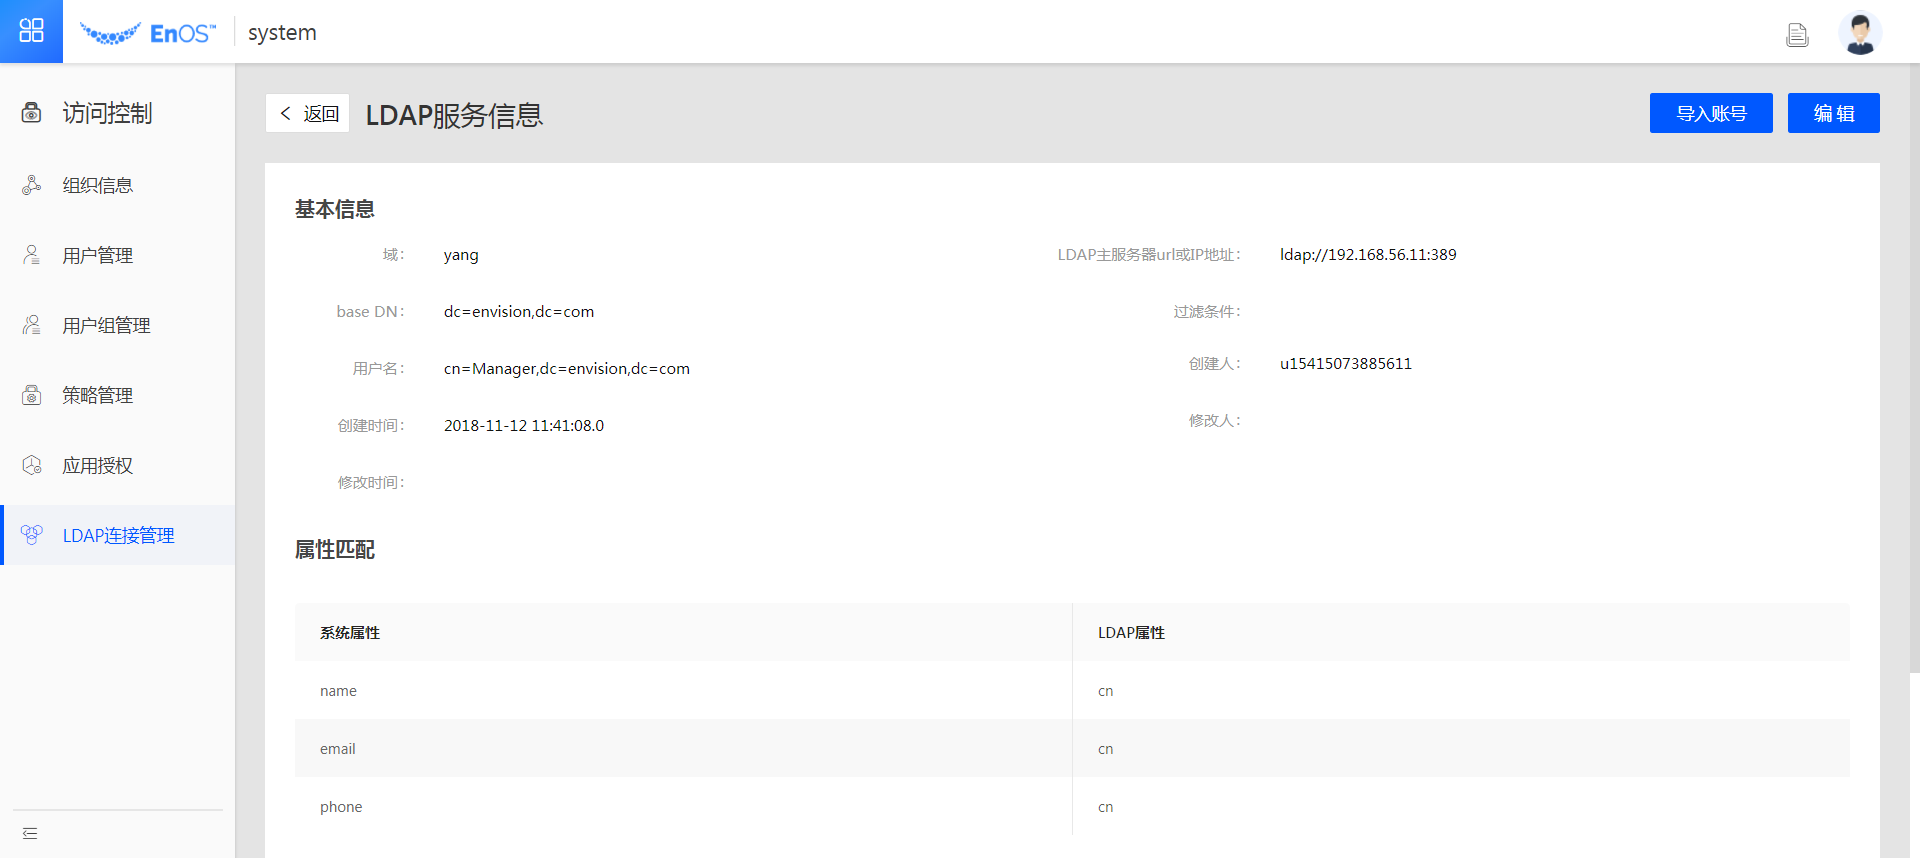 EnOS™
system
访问控制
组织信息
用户管理
用户组管理
策略管理
应用授权
LDAP连接管理
返回
LDAP服务信息
导入账号
编 辑
基本信息
域： yang
LDAP主服务器url或IP地址： ldap://192.168.56.11:389
base DN： dc=envision,dc=com
过滤条件：
用户名： cn=Manager,dc=envision,dc=com
创建人： u15415073885611
创建时间： 2018-11-12 11:41:08.0
修改人：
修改时间：
属性匹配
系统属性 LDAP属性
name cn
email cn
phone cn